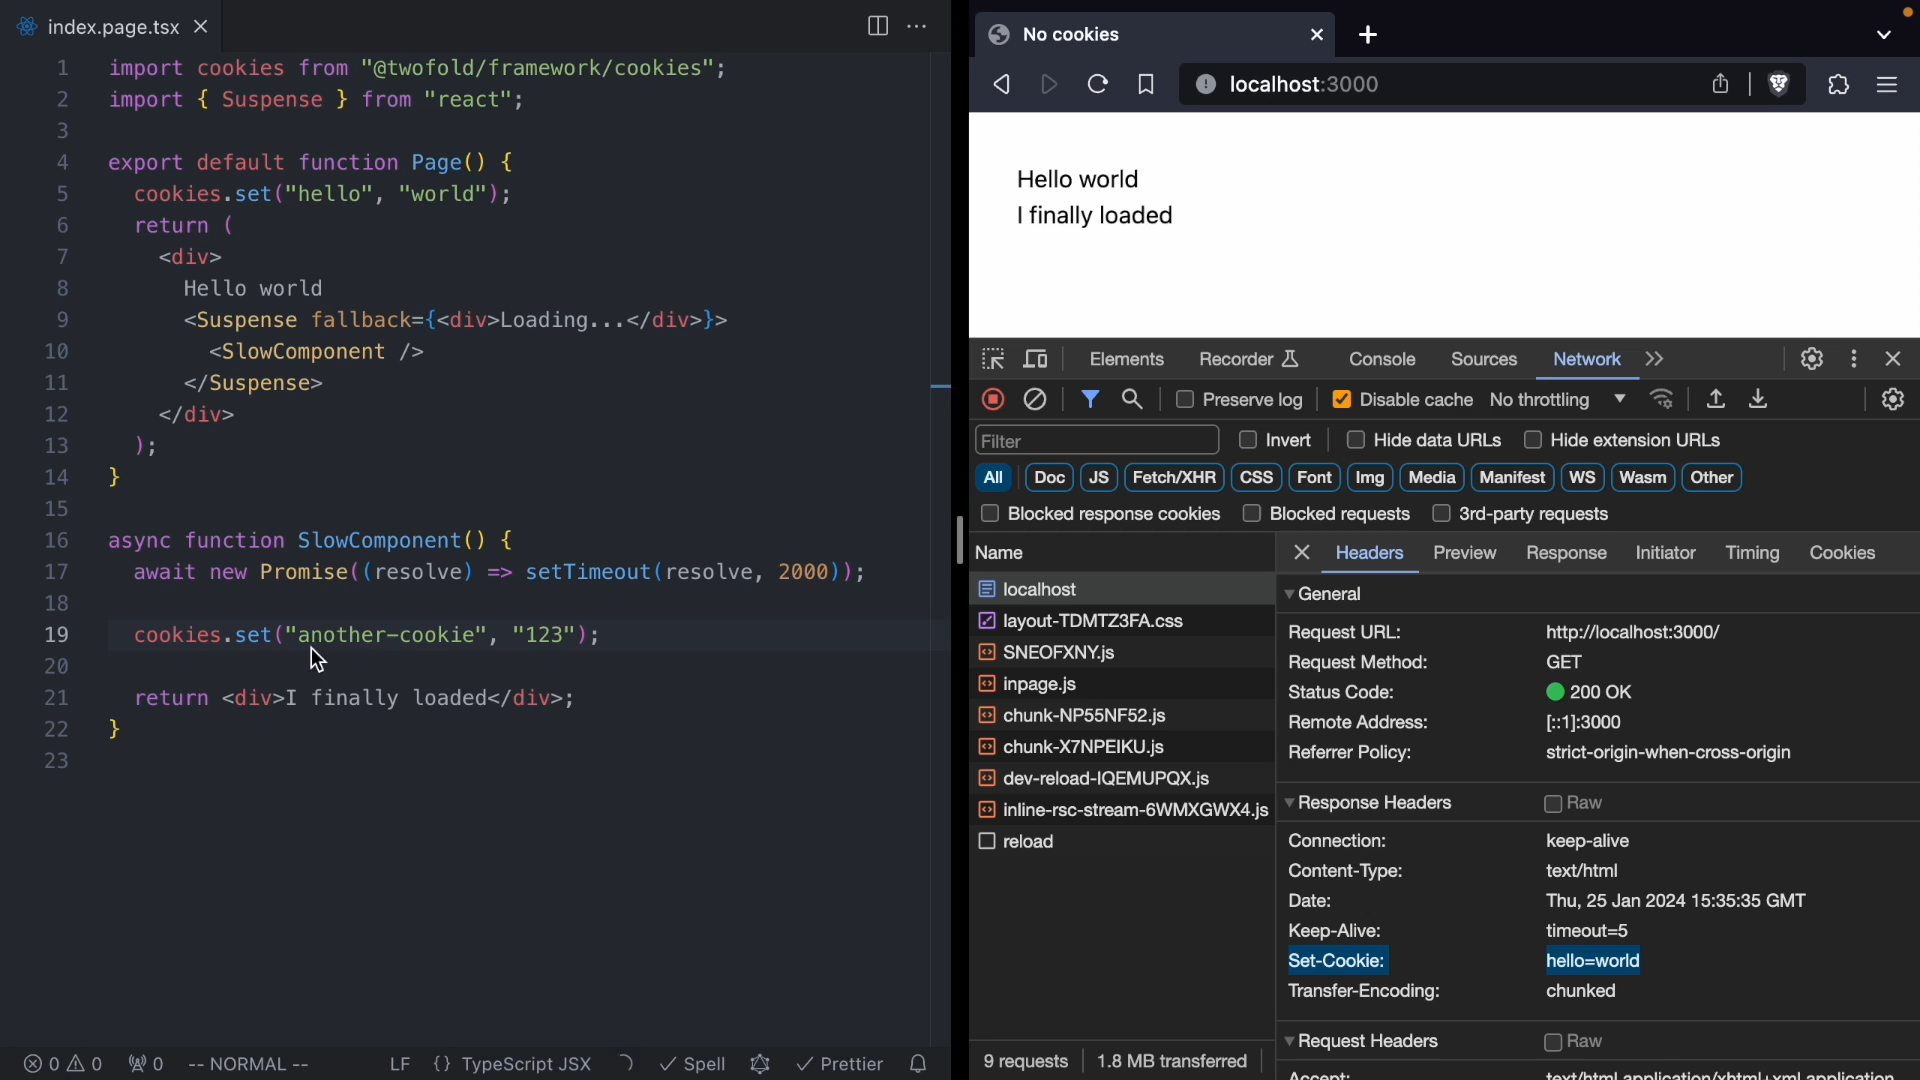 index.page.tsx
1 import cookies from "@twofold/framework/cookies";
2 import { Suspense } from "react";
3
4 export default function Page() {
5 cookies.set("hello", "world");
6 return (
7 <div>
8 Hello world
9 <Suspense fallback={<div>Loading...</div>}>
10 <SlowComponent />
11 </Suspense>
12 </div>
13 );
14 }
15
16 async function SlowComponent() {
17 await new Promise((resolve) => setTimeout(resolve, 2000));
18
19 cookies.set("another-cookie", "123");
20
21 return <div>I finally loaded</div>;
22 }
23
0 0 0 -- NORMAL -- LF {} TypeScript JSX Spell Prettier
No cookies
localhost:3000
Hello world
I finally loaded
Elements Recorder Console Sources Network
Preserve log Disable cache No throttling
Filter Invert Hide data URLs Hide extension URLs
All Doc JS Fetch/XHR CSS Font Img Media Manifest WS Wasm Other
Blocked response cookies Blocked requests 3rd-party requests
Name
localhost
layout-TDMTZ3FA.css
SNEOFXNY.js
inpage.js
chunk-NP55NF52.js
chunk-X7NPEIKU.js
dev-reload-IQEMUPQX.js
inline-rsc-stream-6WMXGWX4.js
reload
9 requests 1.8 MB transferred
Headers Preview Response Initiator Timing Cookies
General
Request URL: http://localhost:3000/
Request Method: GET
Status Code: 200 OK
Remote Address: [::1]:3000
Referrer Policy: strict-origin-when-cross-origin
Response Headers Raw
Connection: keep-alive
Content-Type: text/html
Date: Thu, 25 Jan 2024 15:35:35 GMT
Keep-Alive: timeout=5
Set-Cookie: hello=world
Transfer-Encoding: chunked
Request Headers Raw
Accept: text/html,application/xhtml+xml,application